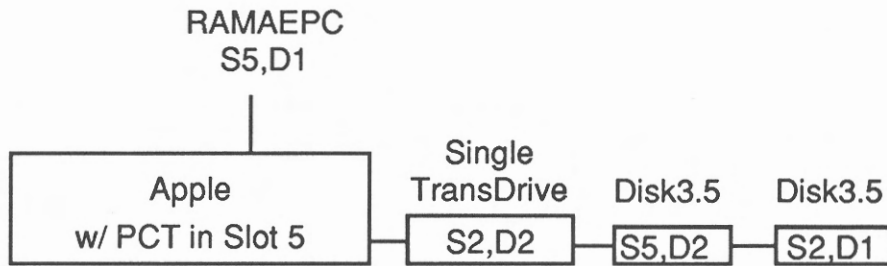 RAMAEPC
S5,D1
Apple
w/ PCT in Slot 5
Single
TransDrive
S2,D2
Disk3.5
S5,D2
Disk3.5
S2,D1